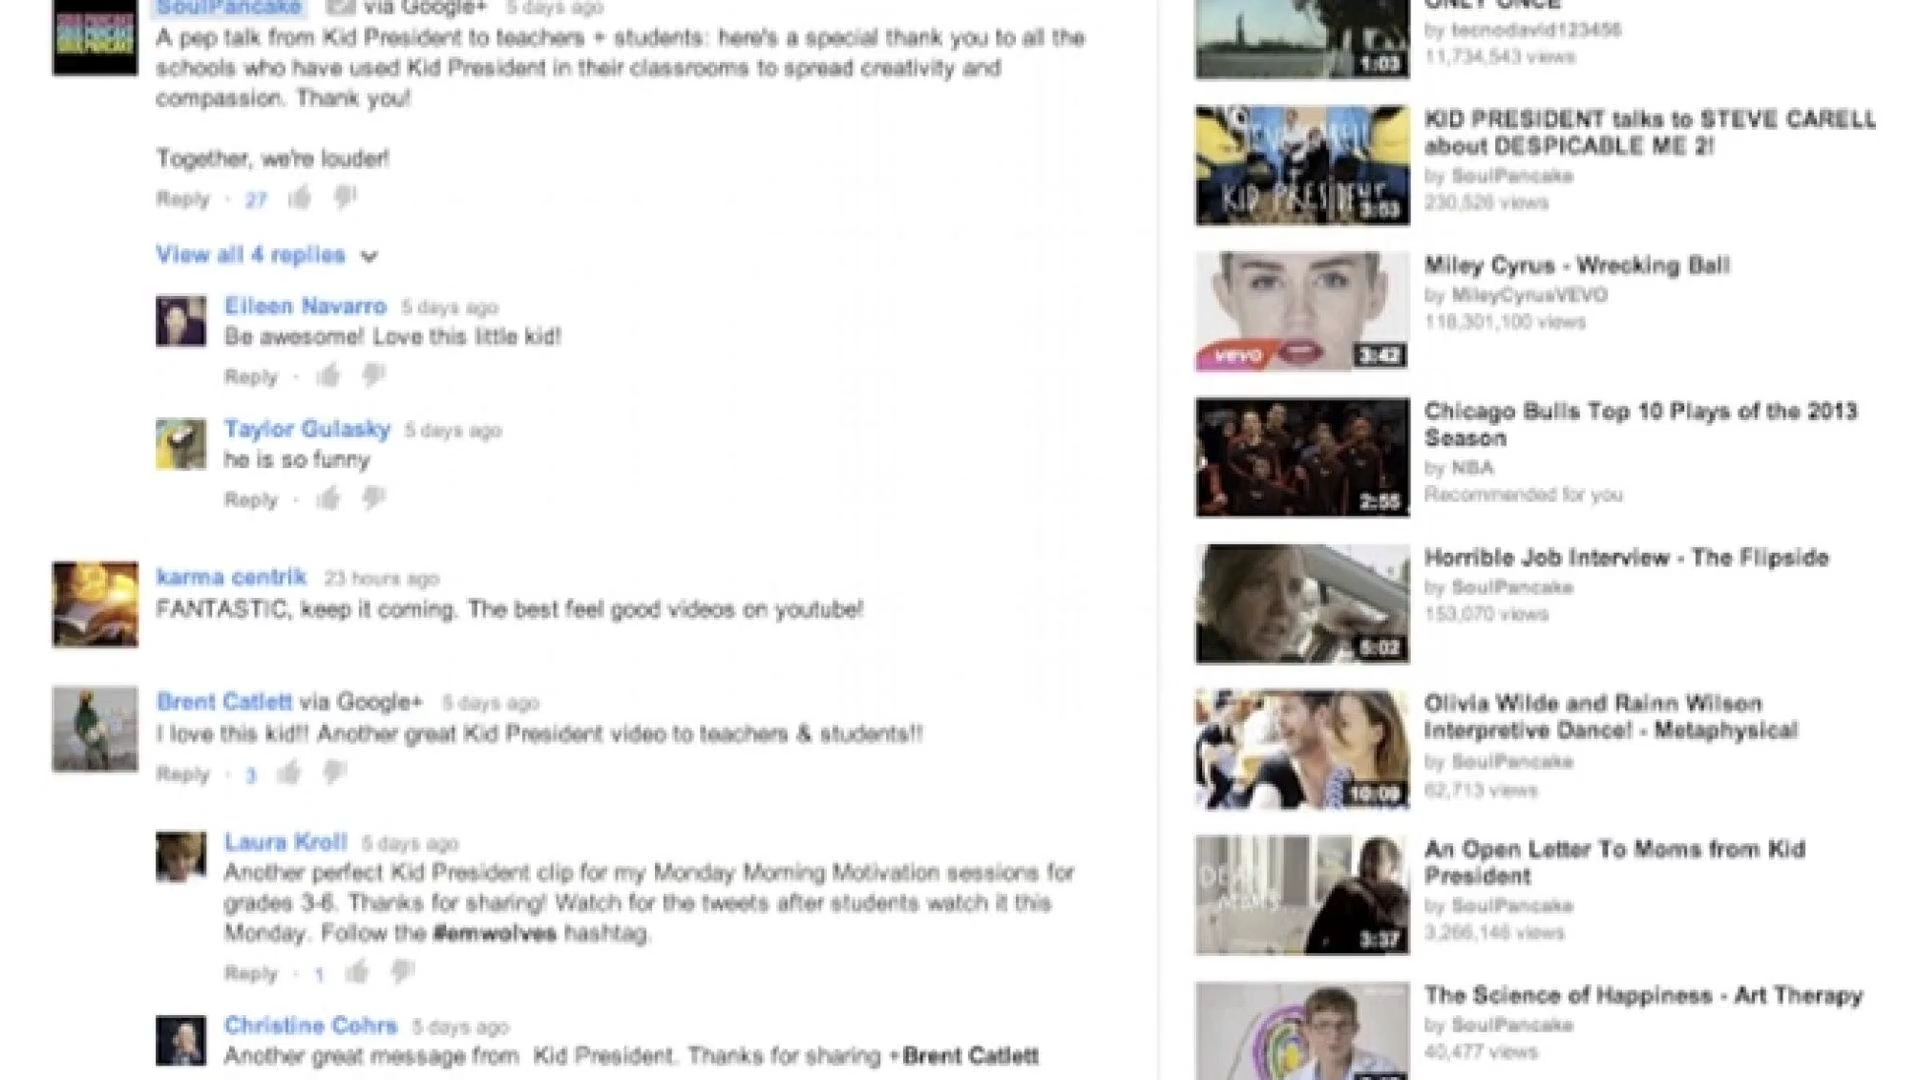 SoulPancake via Google+ 5 days ago
A pep talk from Kid President to teachers + students: here's a special thank you to all the
schools who have used Kid President in their classrooms to spread creativity and
compassion. Thank you!
Together, we're louder!
Reply · 27
View all 4 replies
Eileen Navarro 5 days ago
Be awesome! Love this little kid!
Reply ·
Taylor Gulasky 5 days ago
he is so funny
Reply ·
karma centrik 23 hours ago
FANTASTIC, keep it coming. The best feel good videos on youtube!
Brent Catlett via Google+ 5 days ago
I love this kid!! Another great Kid President video to teachers & students!!
Reply · 3
Laura Kroll 5 days ago
Another perfect Kid President clip for my Monday Morning Motivation sessions for
grades 3-6. Thanks for sharing! Watch for the tweets after students watch it this
Monday. Follow the #emwolves hashtag.
Reply · 1
Christine Cohrs 5 days ago
Another great message from Kid President. Thanks for sharing +Brent Catlett
ONLY ONCE
by tecnodavid123456
11,734,543 views
1:03
KID PRESIDENT talks to STEVE CARELL
about DESPICABLE ME 2!
by SoulPancake
230,526 views
KID PRESIDENT
3:03
Miley Cyrus - Wrecking Ball
by MileyCyrusVEVO
118,301,100 views
vevo
3:42
Chicago Bulls Top 10 Plays of the 2013
Season
by NBA
Recommended for you
2:55
Horrible Job Interview - The Flipside
by SoulPancake
153,070 views
5:02
Olivia Wilde and Rainn Wilson
Interpretive Dance! - Metaphysical
by SoulPancake
62,713 views
10:09
An Open Letter To Moms from Kid
President
by SoulPancake
3,266,146 views
3:37
The Science of Happiness - Art Therapy
by SoulPancake
40,477 views